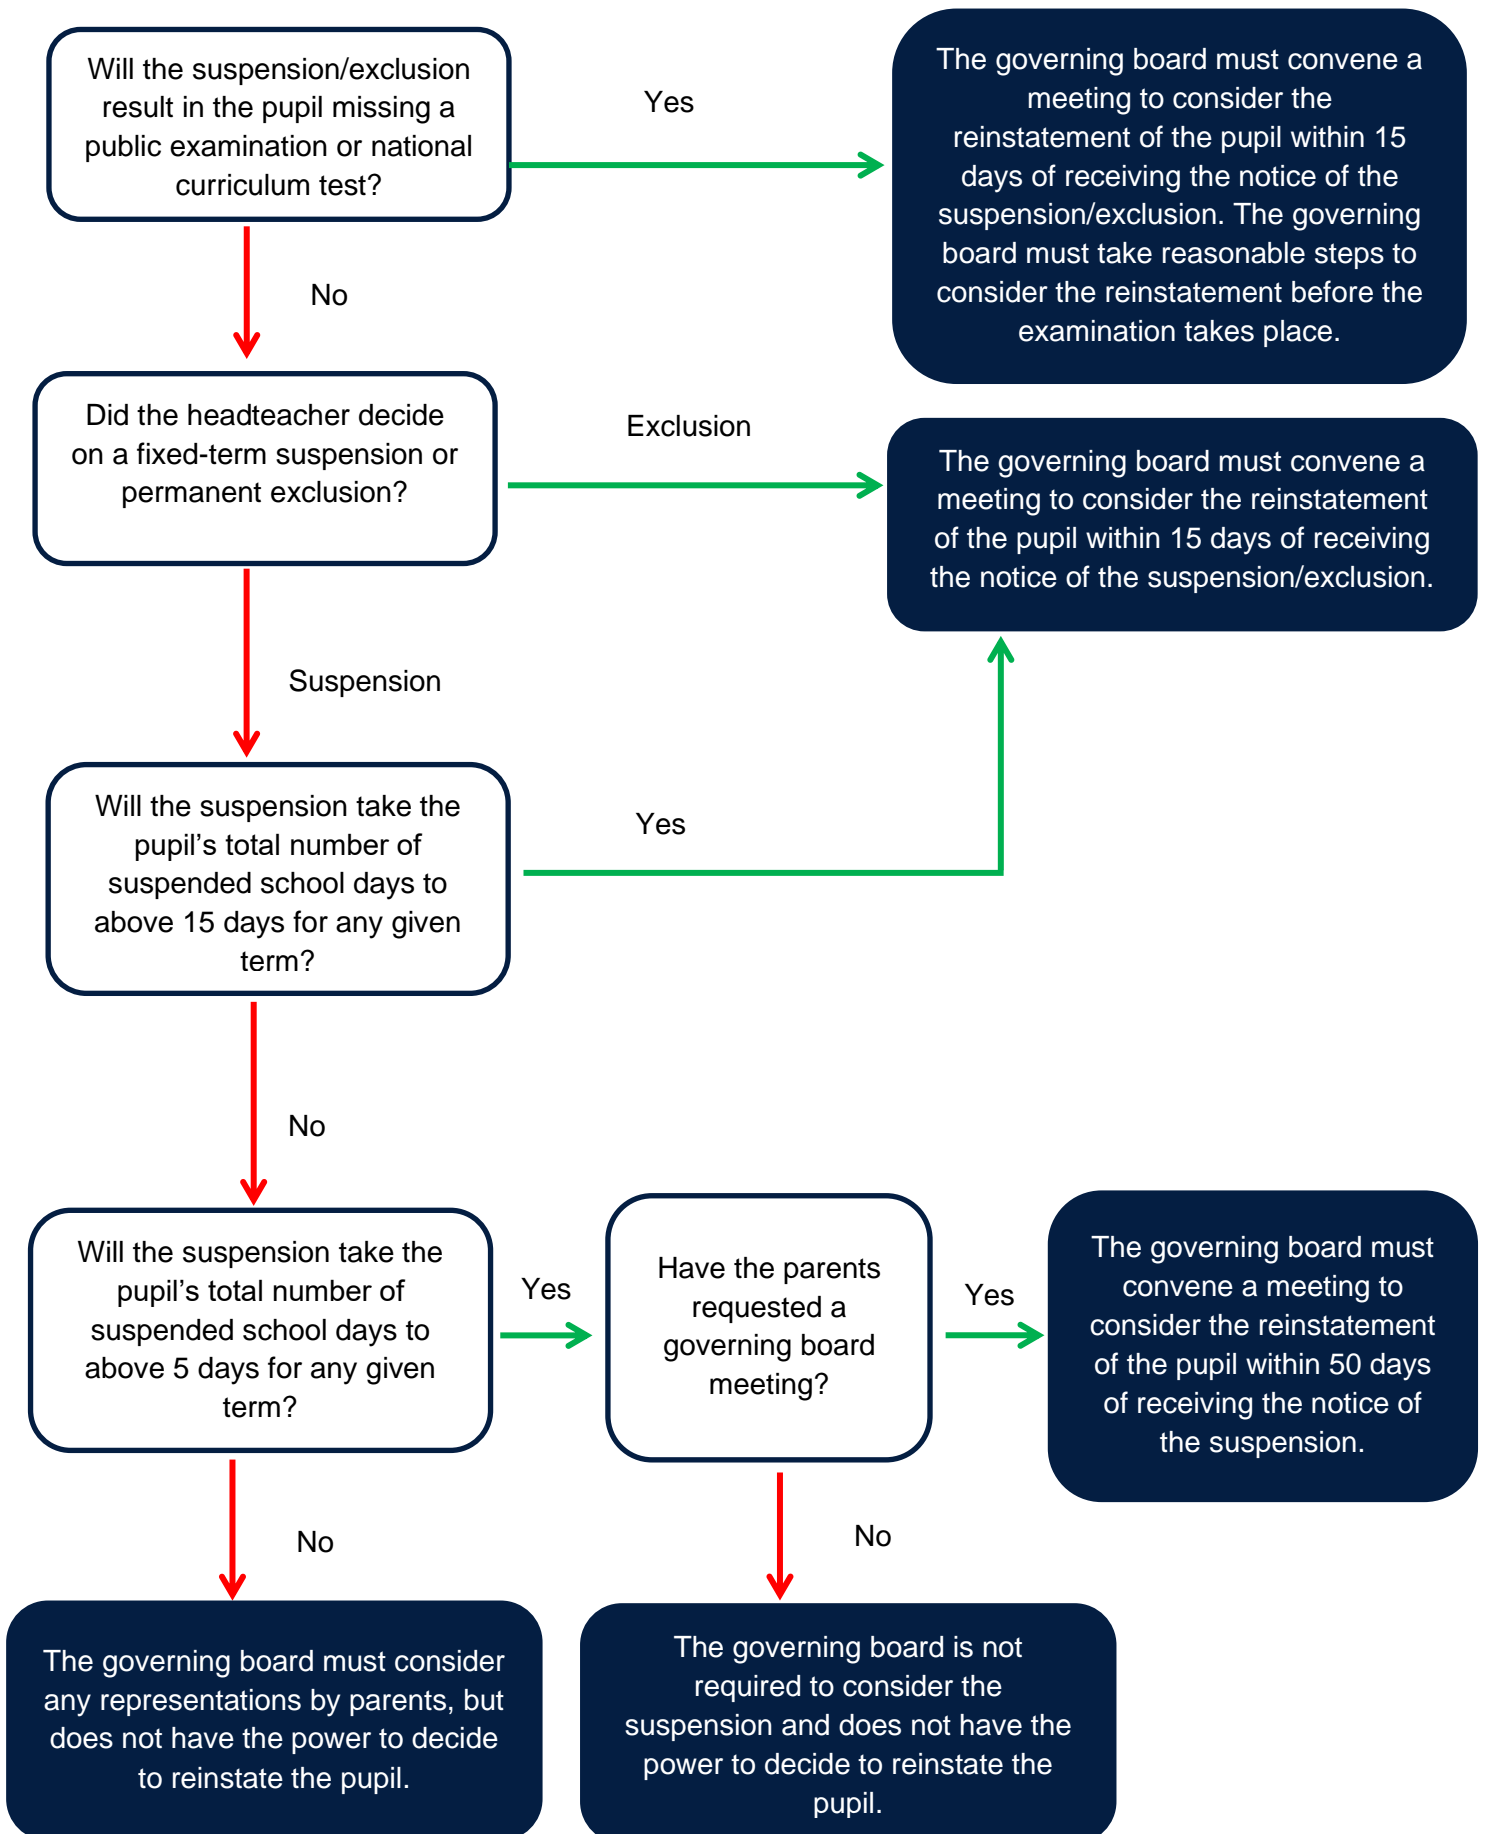 Will the suspension/exclusion
result in the pupil missing a
public examination or national
curriculum test?
Yes
The governing board must convene a
meeting to consider the
reinstatement of the pupil within 15
days of receiving the notice of the
suspension/exclusion. The governing
board must take reasonable steps to
consider the reinstatement before the
examination takes place.
No
Did the headteacher decide
on a fixed-term suspension or
permanent exclusion?
Exclusion
The governing board must convene a
meeting to consider the reinstatement
of the pupil within 15 days of receiving
the notice of the suspension/exclusion.
Suspension
Will the suspension take the
pupil’s total number of
suspended school days to
above 15 days for any given
term?
Yes
No
Will the suspension take the
pupil’s total number of
suspended school days to
above 5 days for any given
term?
Yes
Have the parents
requested a
governing board
meeting?
Yes
The governing board must
convene a meeting to
consider the reinstatement
of the pupil within 50 days
of receiving the notice of
the suspension.
No
No
The governing board must consider
any representations by parents, but
does not have the power to decide
to reinstate the pupil.
The governing board is not
required to consider the
suspension and does not have the
power to decide to reinstate the
pupil.